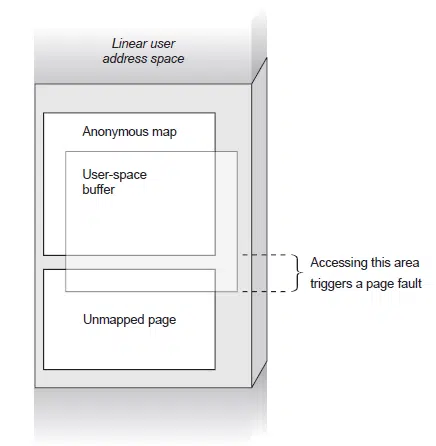 Linear user
address space
Anonymous map
User-space
buffer
Accessing this area
triggers a page fault
Unmapped page